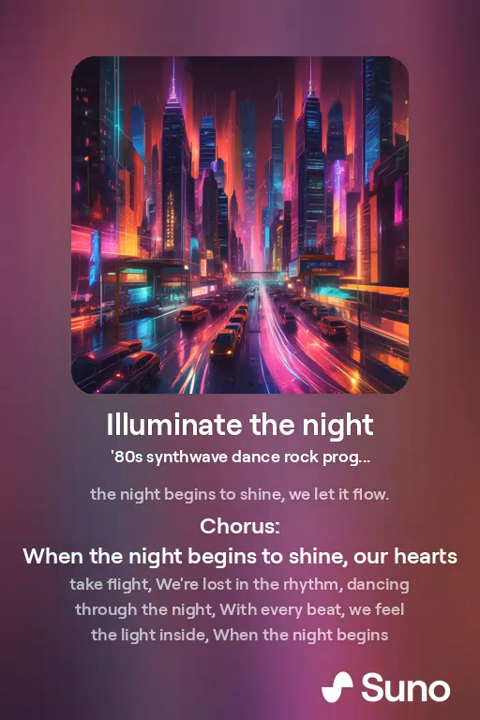 Illuminate the night
'80s synthwave dance rock prog...
the night begins to shine, we let it flow.
Chorus:
When the night begins to shine, our hearts
take flight, We're lost in the rhythm, dancing
through the night, With every beat, we feel
the light inside, When the night begins
Suno